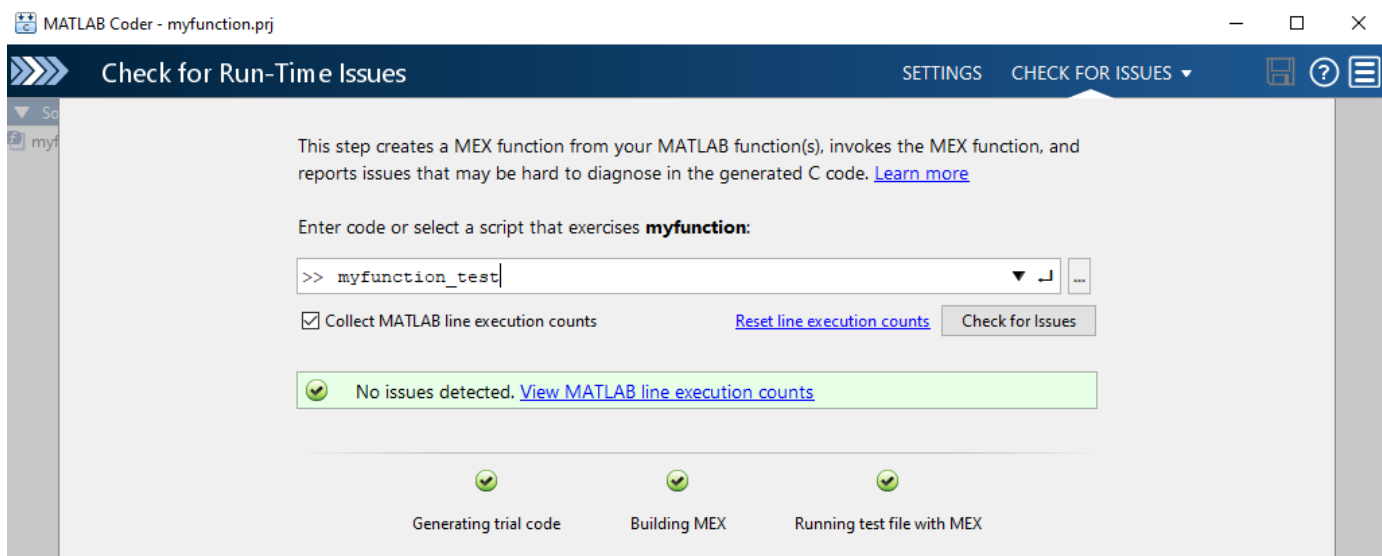 MATLAB Coder - myfunction.prj
Check for Run-Time Issues
SETTINGS
CHECK FOR ISSUES
So
myf
This step creates a MEX function from your MATLAB function(s), invokes the MEX function, and
reports issues that may be hard to diagnose in the generated C code. Learn more
Enter code or select a script that exercises myfunction:
>> myfunction_test
...
Collect MATLAB line execution counts
Reset line execution counts
Check for Issues
No issues detected. View MATLAB line execution counts
Generating trial code
Building MEX
Running test file with MEX